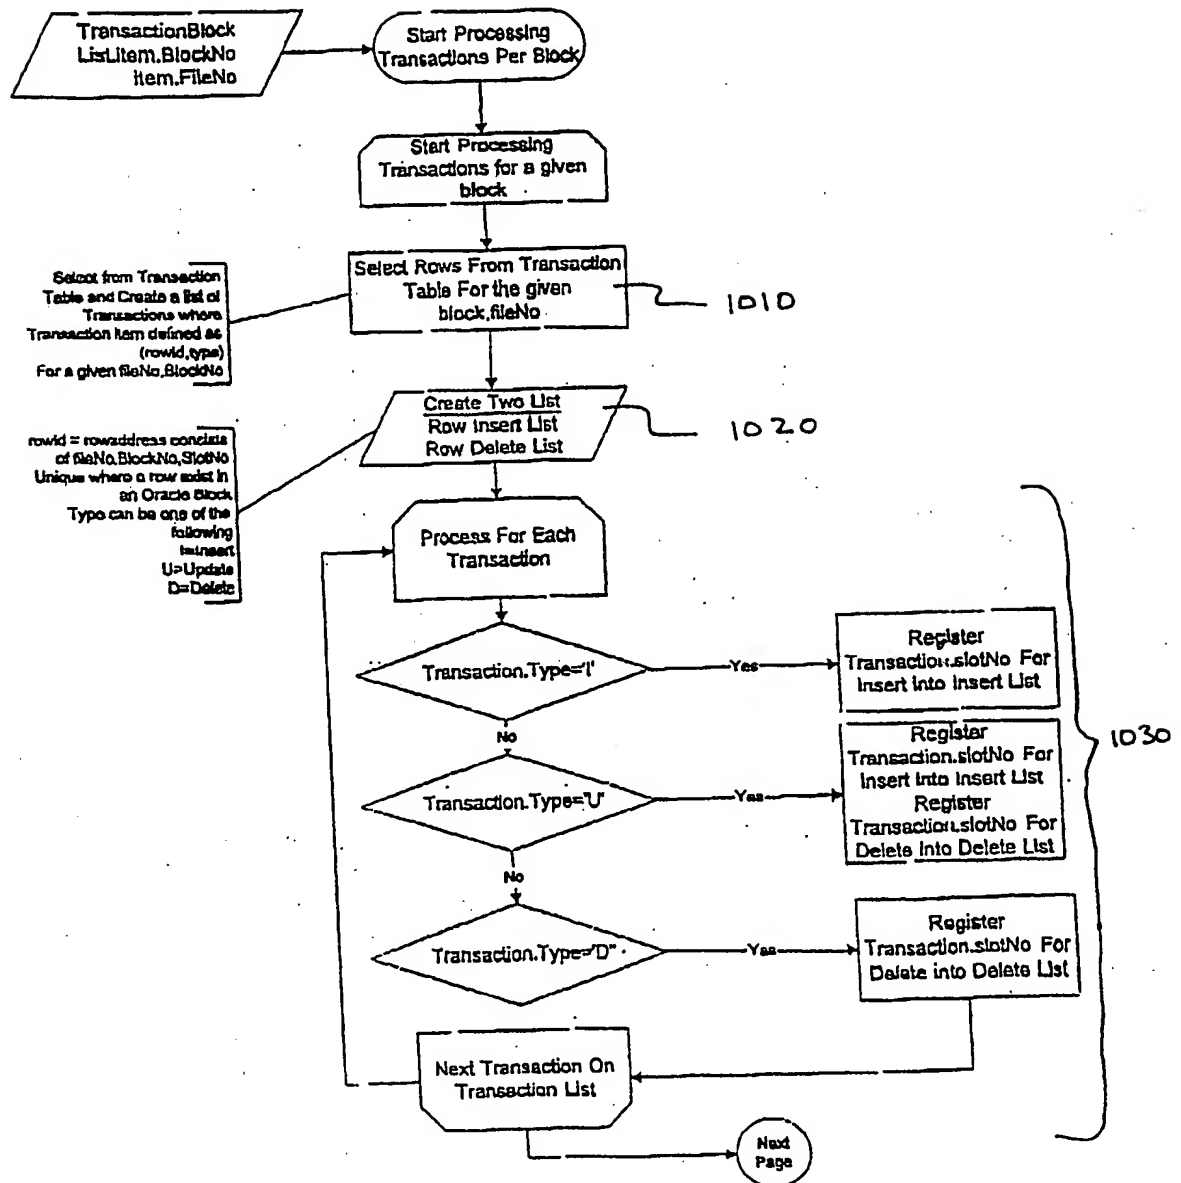 TransactionBlock
ListItem.BlockNo
Item.FileNo
Start Processing
Transactions Per Block
Start Processing
Transactions for a given
block
Select Rows From Transaction
Table For the given
block,fileNo
1010
Select from Transaction
Table and Create a list of
Transactions where
Transaction Item defined as
(rowid,type)
For a given fileNo,BlockNo
Create Two List
Row Insert List
Row Delete List
1020
rowid = rowaddress consists
of fileNo,BlockNo,SlotNo
Unique where a row exist in
an Oracle Block
Type can be one of the
following
I=Insert
U=Update
D=Delete
Process For Each
Transaction
Transaction.Type='I'
Yes
Register
Transaction.slotNo For
Insert Into Insert List
No
Transaction.Type='U'
Yes
Register
Transaction.slotNo For
Insert Into Insert List
Register
Transaction.slotNo For
Delete Into Delete List
1030
No
Transaction.Type='D"
Yes
Register
Transaction.slotNo For
Delete into Delete List
Next Transaction On
Transaction List
Next
Page